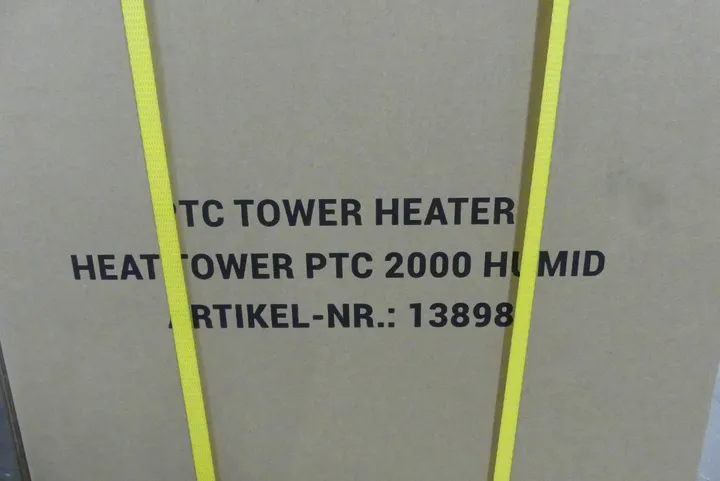 PTC TOWER HEATER
HEAT TOWER PTC 2000 HUMID
ARTIKEL-NR.: 13898